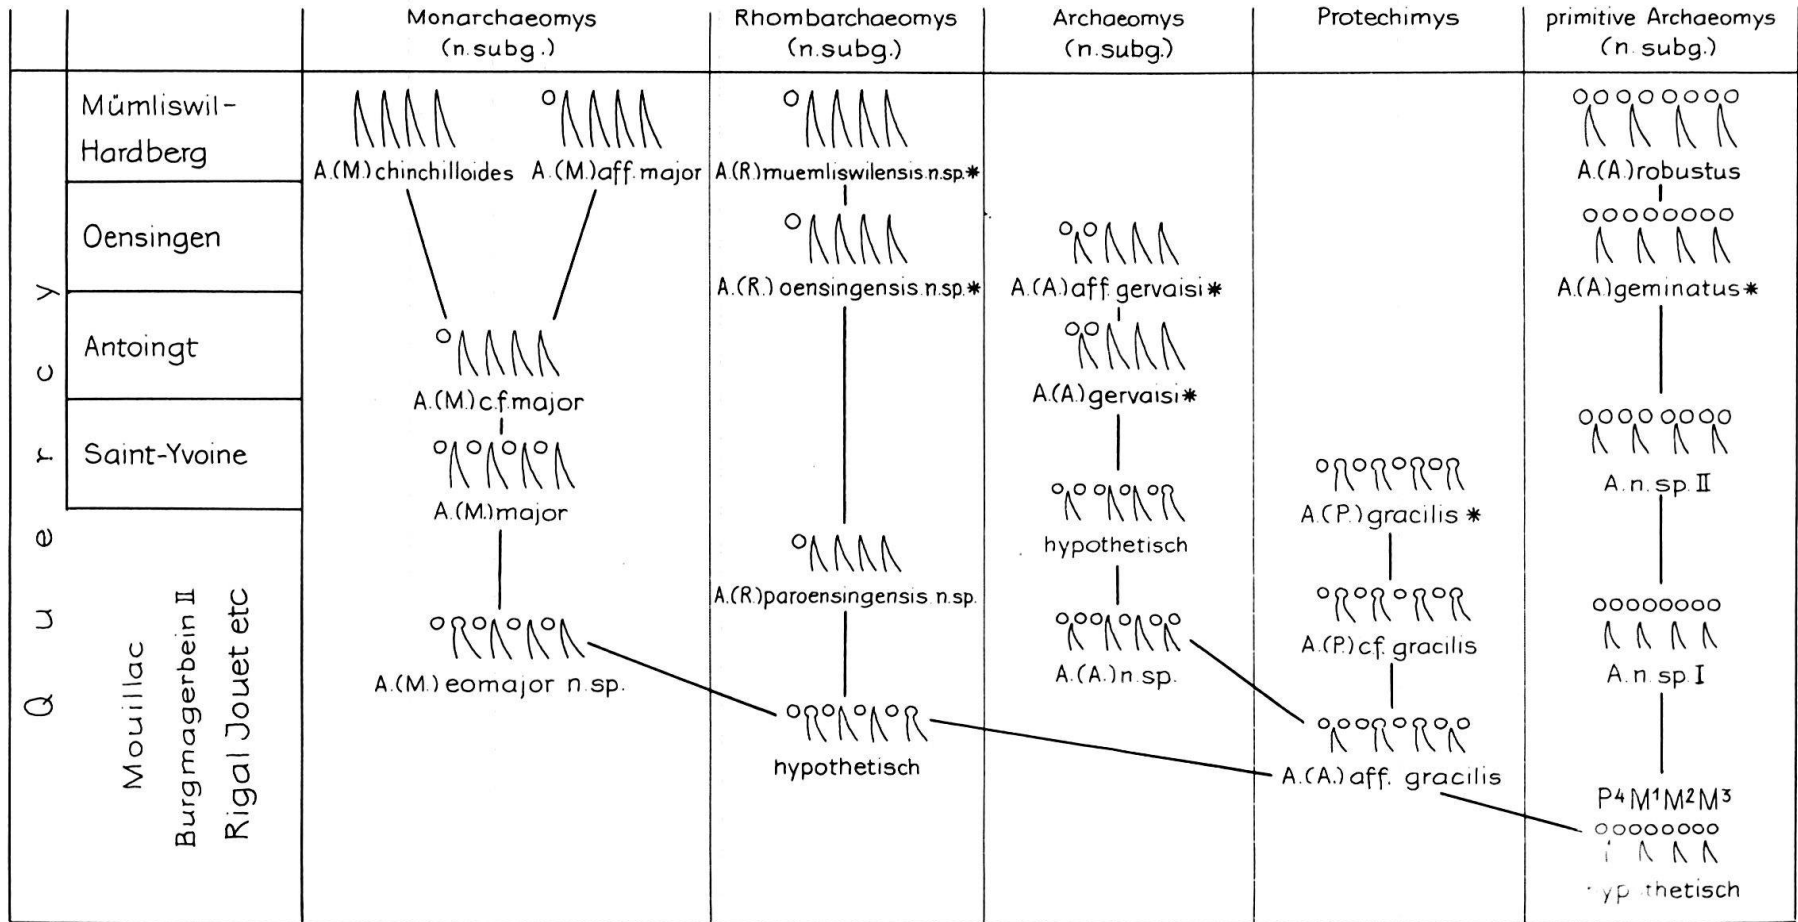 Monarchaeomys
(n.subg.)
Rhombarchaeomys
(n.subg.)
Archaeomys
(n.subg.)
Protechimys
primitive Archaeomys
(n.subg.)
Quercy
Mümliswil-
Hardberg
A.(M.)chinchilloides
A.(M.)aff.major
A.(R.)muemliswilensis.n.sp.*
A.(A.)robustus
Oensingen
A.(R.)oensingensis.n.sp.*
A.(A.)aff.gervaisi*
A.(A.)geminatus*
Antoingt
A.(M.)c.f.major
A.(A.)gervaisi*
Saint-Yvoine
A.(M.)major
hypothetisch
A.(P.)gracilis*
A.n.sp.II
Mouillac
Burgmagerbein II
Rigal Jouet etc
A.(M.)eomajor n.sp.
A.(R)paroensingensis.n.sp.
hypothetisch
A.(A.)n.sp.
A.(P.)cf.gracilis
A.(A.)aff. gracilis
A.n.sp.I
P4M1M2M3